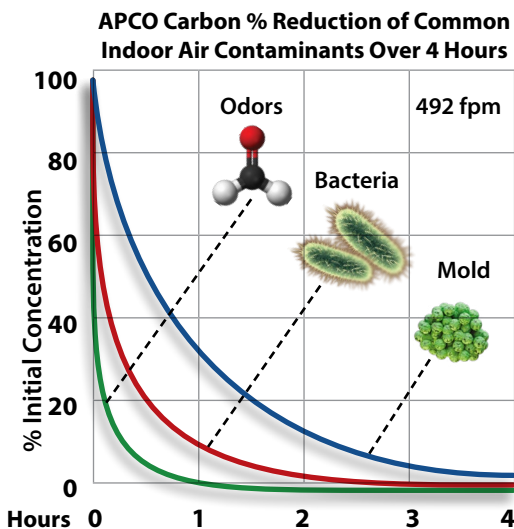 APCO Carbon % Reduction of Common
Indoor Air Contaminants Over 4 Hours
100
80
60
40
20
0
% Initial Concentration
Odors
492 fpm
Bacteria
Mold
Hours 0 1 2 3 4